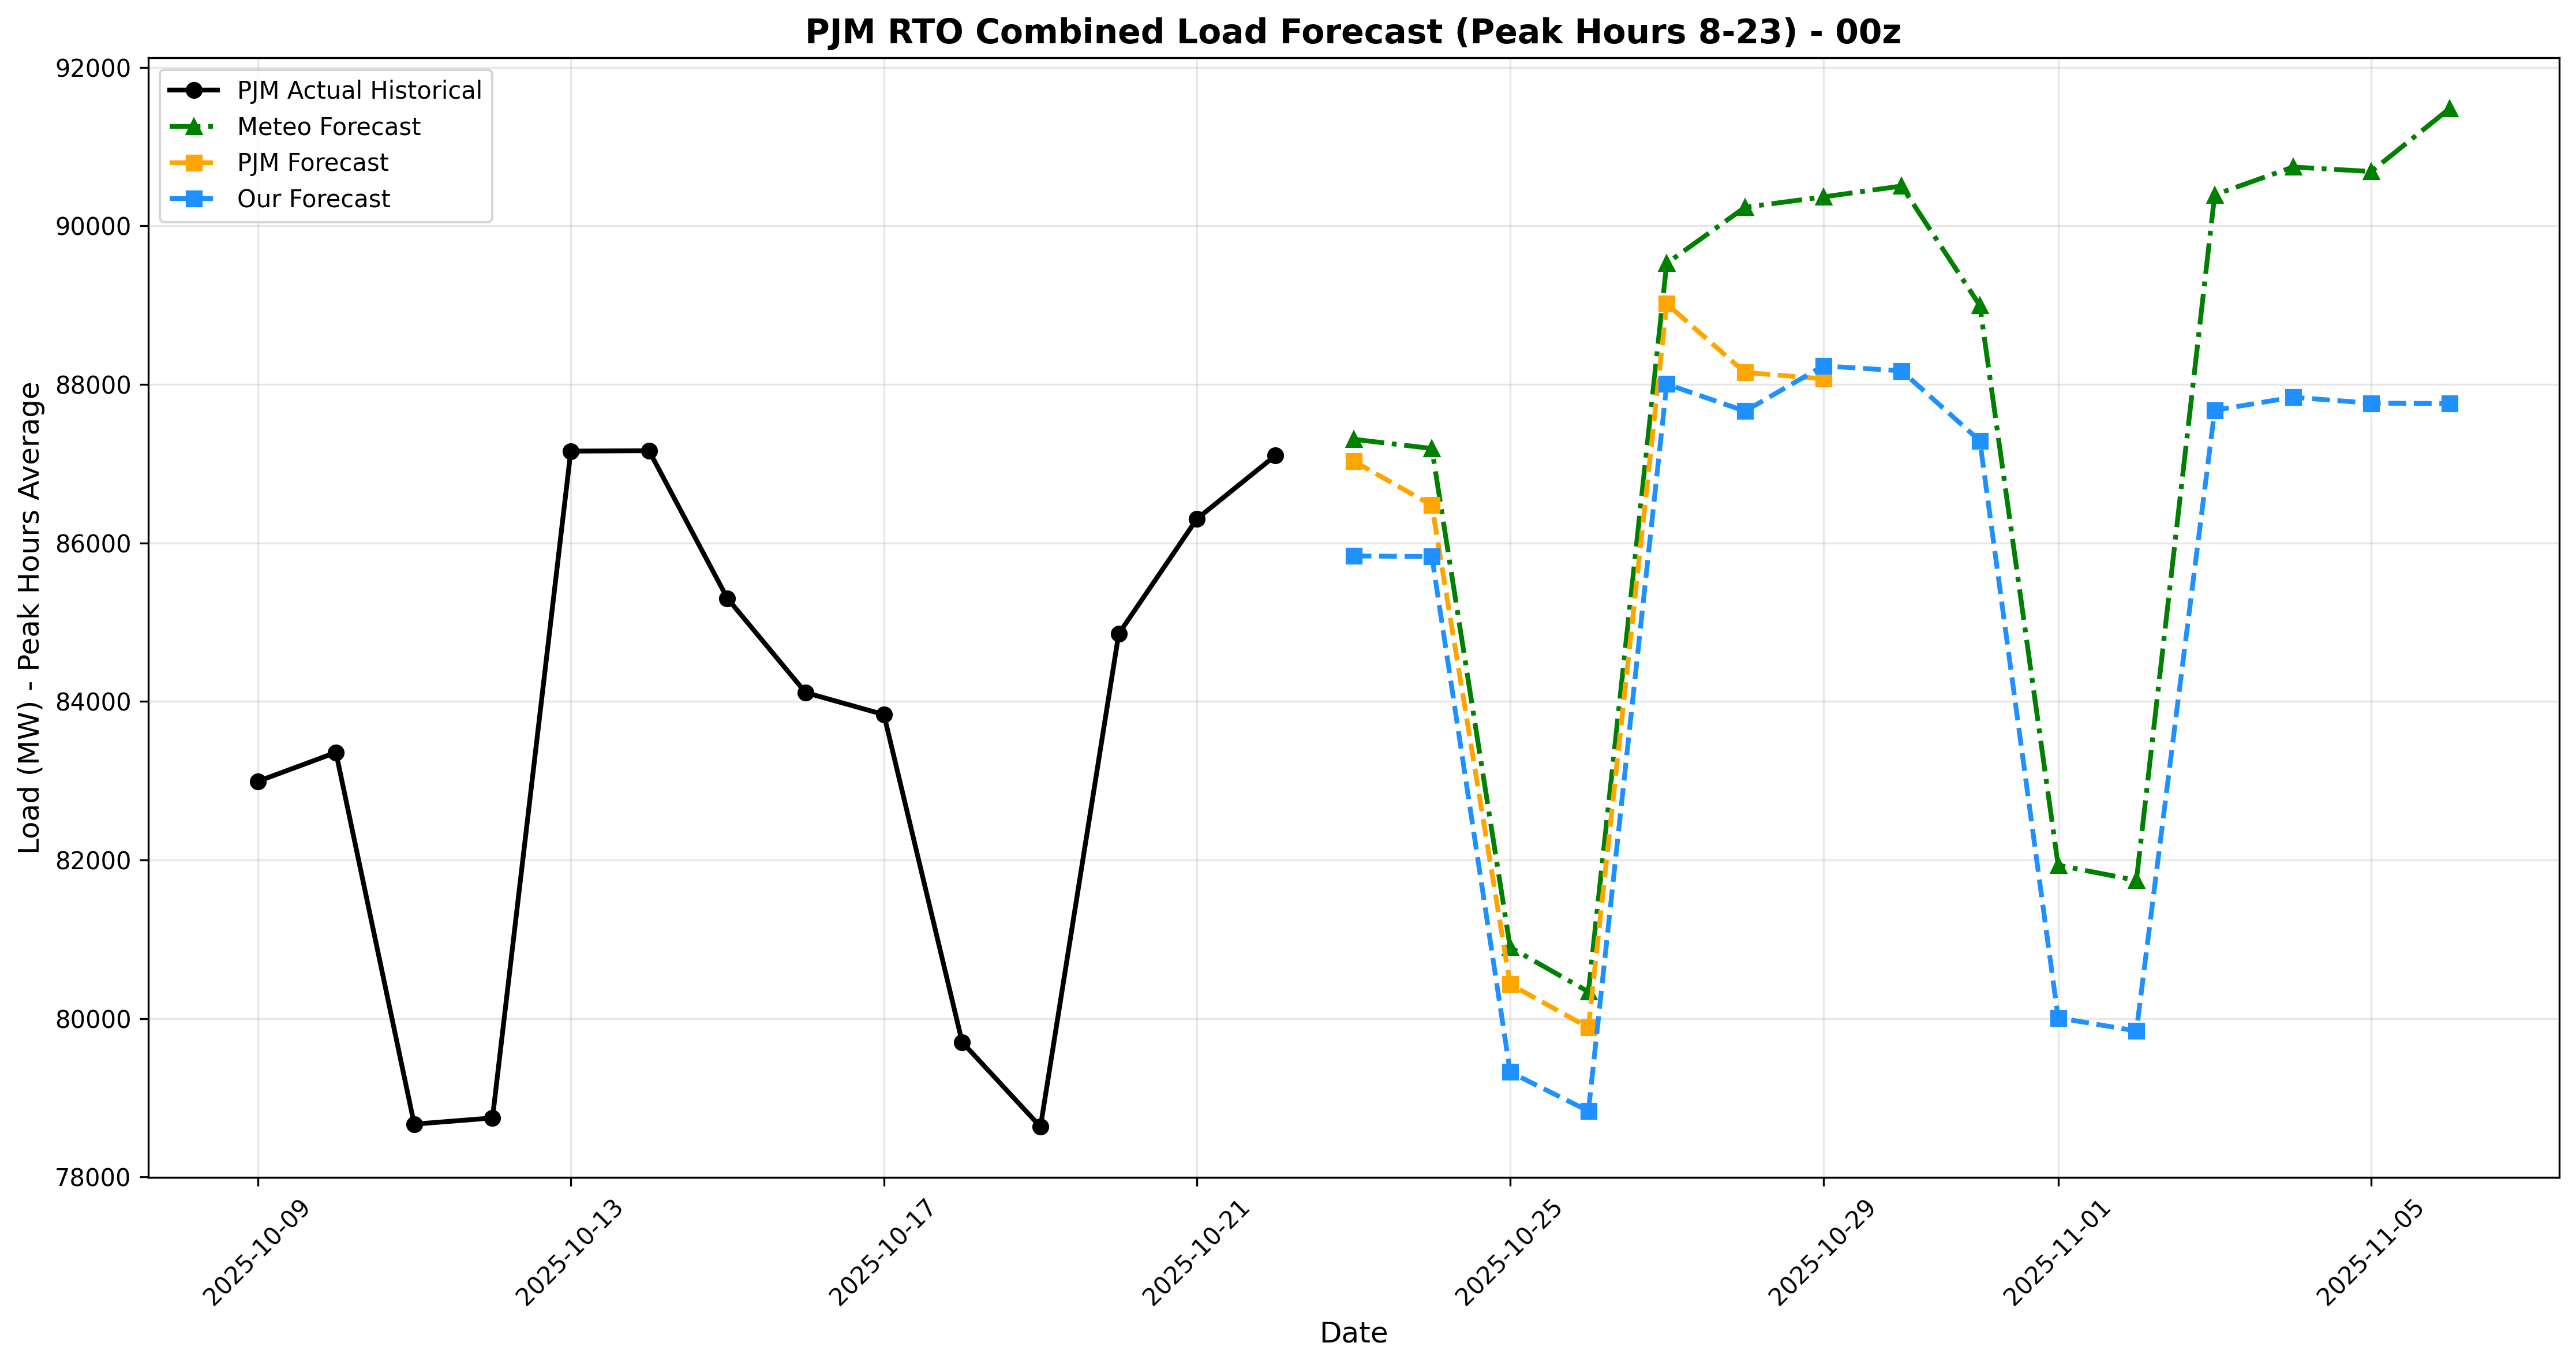 PJM RTO Combined Load Forecast (Peak Hours 8-23) - 00z
PJM Actual Historical
Meteo Forecast
PJM Forecast
Our Forecast
Load (MW) - Peak Hours Average
92000
90000
88000
86000
84000
82000
80000
78000
2025-10-09
2025-10-13
2025-10-17
2025-10-21
2025-10-25
2025-10-29
2025-11-01
2025-11-05
Date